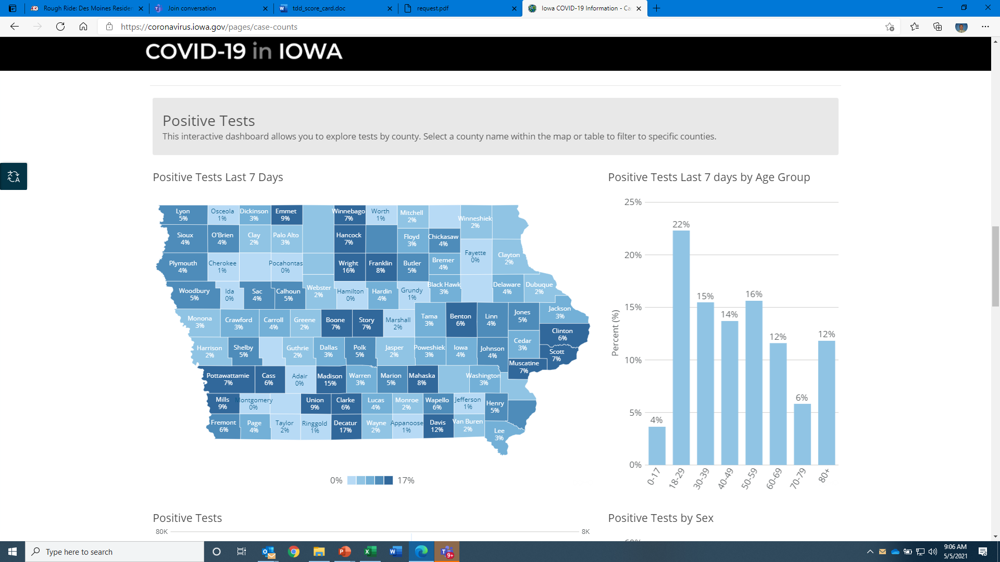 Rough Ride: Des Moines Resider
Join conversation
tdd_score_card.doc
request.pdf
Iowa COVID-19 Information - Ca
https://coronavirus.iowa.gov/pages/case-counts
COVID-19 in IOWA
Positive Tests
This interactive dashboard allows you to explore tests by county. Select a county name within the map or table to filter to specific counties.
Positive Tests Last 7 Days
Lyon 5%
Osceola 1%
Dickinson 3%
Emmet 9%
Winnebago 7%
Worth 1%
Mitchell 2%
Winneshiek 2%
Sioux 4%
O'Brien 4%
Clay 2%
Palo Alto 3%
Hancock 7%
Floyd 3%
Chickasaw 4%
Fayette 0%
Clayton 2%
Plymouth 4%
Cherokee 1%
Pocahontas 0%
Wright 16%
Franklin 8%
Butler 5%
Bremer 4%
Woodbury 5%
Ida 0%
Sac 4%
Calhoun 5%
Webster 2%
Hamilton 0%
Hardin 4%
Grundy 1%
Black Hawk 3%
Delaware 4%
Dubuque 2%
Monona 3%
Crawford 3%
Carroll 4%
Greene 2%
Boone 7%
Story 7%
Marshall 2%
Tama 3%
Benton 6%
Linn 4%
Jones 5%
Jackson 3%
Clinton 6%
Harrison 2%
Shelby 5%
Guthrie 2%
Dallas 3%
Polk 5%
Jasper 2%
Poweshiek 3%
Iowa 4%
Johnson 4%
Cedar 3%
Scott 7%
Muscatine 7%
Pottawattamie 7%
Cass 6%
Adair 0%
Madison 15%
Warren 3%
Marion 5%
Mahaska 8%
Washington 3%
Mills 9%
Montgomery 0%
Union 9%
Clarke 6%
Lucas 4%
Monroe 2%
Wapello 6%
Jefferson 1%
Henry 5%
Fremont 6%
Page 4%
Taylor 2%
Ringgold 1%
Decatur 17%
Wayne 2%
Appanoose 1%
Davis 12%
Van Buren 2%
Lee 3%
0% 17%
Positive Tests Last 7 days by Age Group
Percent (%)
25%
20%
15%
10%
5%
0%
4%
22%
15%
14%
16%
12%
6%
12%
0-17
18-29
30-39
40-49
50-59
60-69
70-79
80+
Positive Tests
80K
8K
Positive Tests by Sex
Type here to search
9+
9:06 AM
5/5/2021